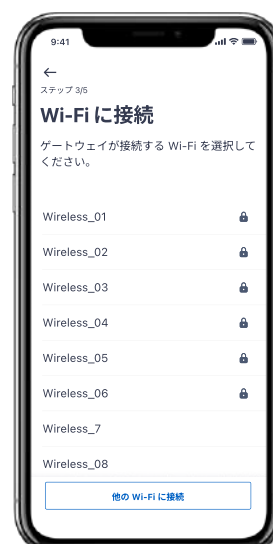 9:41
ステップ 3/5
Wi-Fi に接続
ゲートウェイが接続する Wi-Fi を選択して
ください。
Wireless_01
Wireless_02
Wireless_03
Wireless_04
Wireless_05
Wireless_06
Wireless_7
Wireless_08
他の Wi-Fi に接続